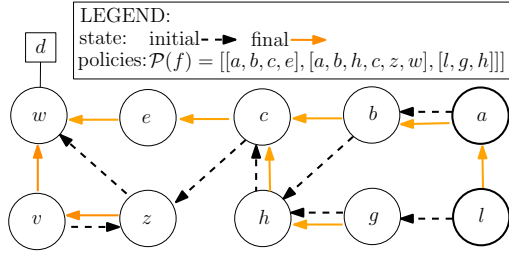 LEGEND:
d
state: initial final
policies: P(f) = [[a, b, c, e], [a, b, h, c, z, w], [l, g, h]]]
w e c b a
v z h g l